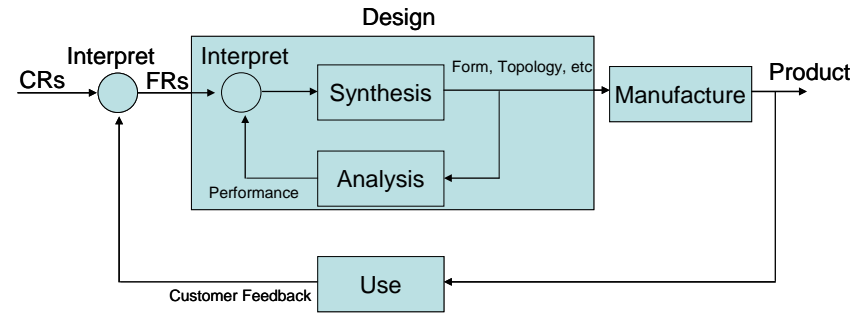 Design
Interpret
Interpret
CRs
FRs
Synthesis
Form, Topology, etc
Manufacture
Product
Analysis
Performance
Use
Customer Feedback